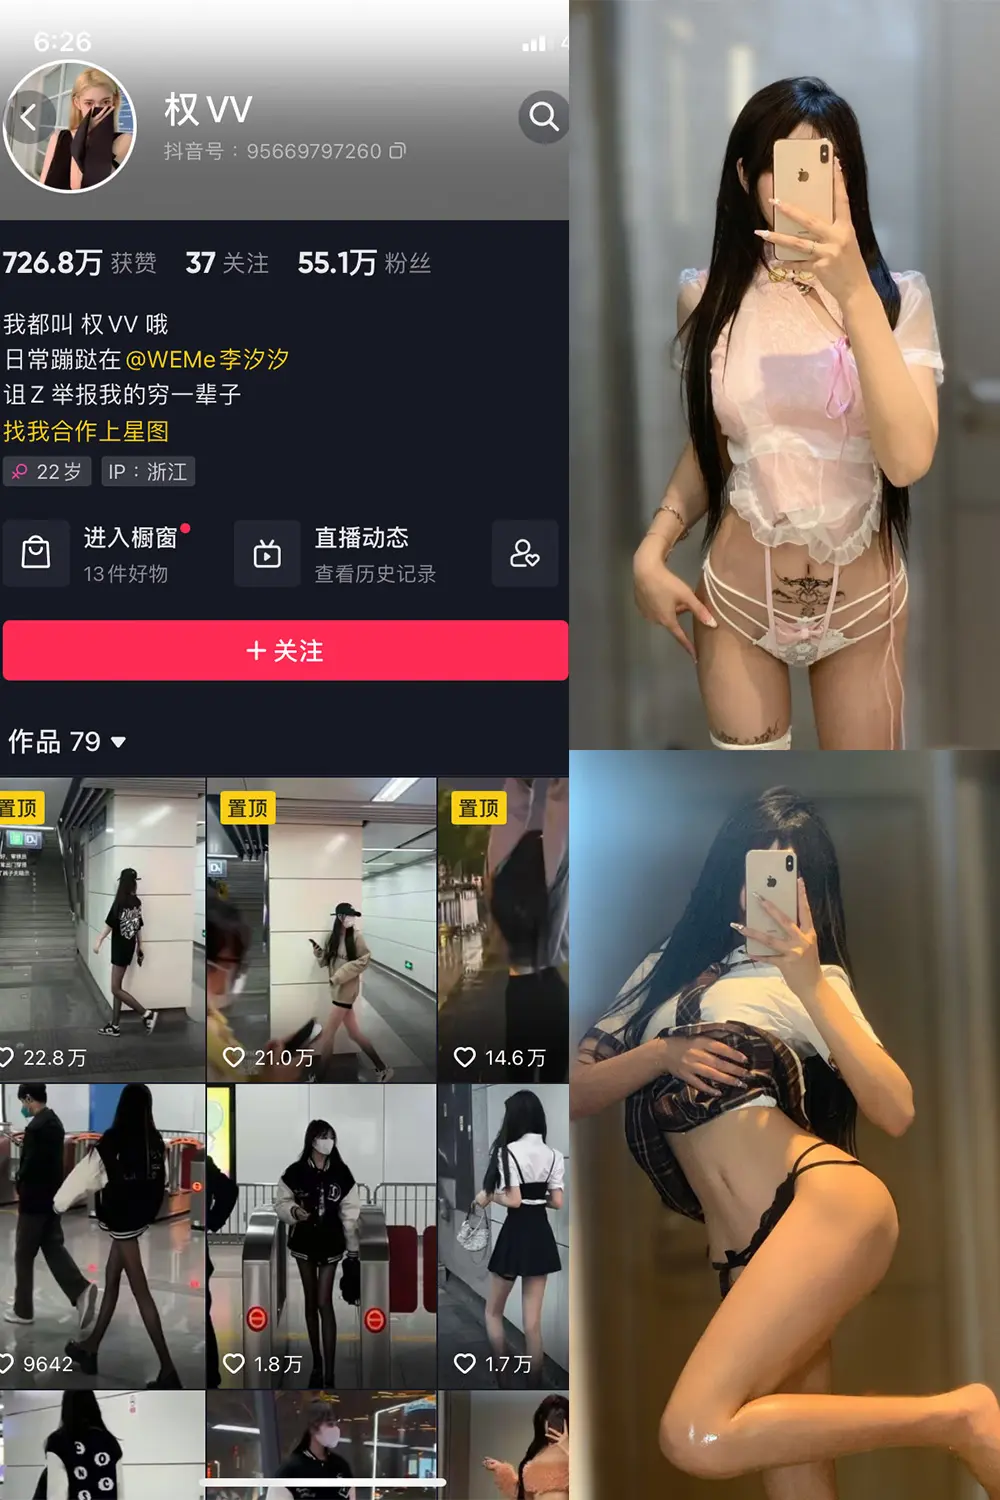 6:26
权VV
抖音号：95669797260
726.8万 获赞 37 关注 55.1万 粉丝
我都叫 权VV 哦
日常蹦跶在 @WEMe李汐汐
诅 Z 举报我的穷一辈子
找我合作上星图
22岁 IP：浙江
进入橱窗
13件好物
直播动态
查看历史记录
+ 关注
作品 79
置顶 置顶 置顶
22.8万 21.0万 14.6万
9642 1.8万 1.7万